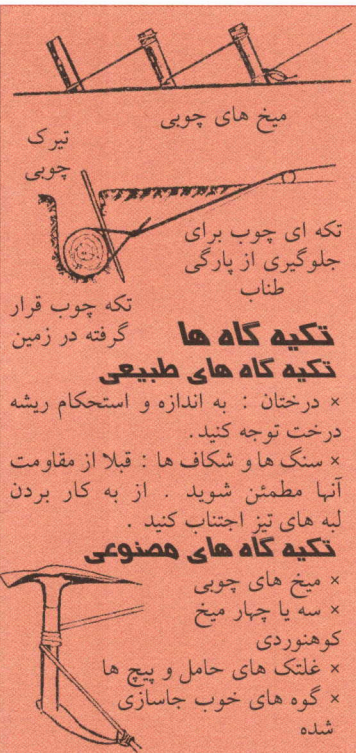 میخ های چوبی
تیرک
چوبی
تکه ای چوب برای
جلوگیری از پارگی
طناب
تکه چوب قرار
گرفته در زمین
تکیه گاه ها
تکیه گاه های طبیعی
× درختان : به اندازه و استحکام ریشه
درخت توجه کنید.
× سنگ ها و شکاف ها : قبلا از مقاومت
آنها مطمئن شوید . از به کار بردن
لبه های تیز اجتناب کنید .
تکیه گاه های مصنوعی
× میخ های چوبی
× سه یا چهار میخ
کوهنوردی
× غلتک های حامل و پیچ ها
× گوه های خوب جاسازی
شده